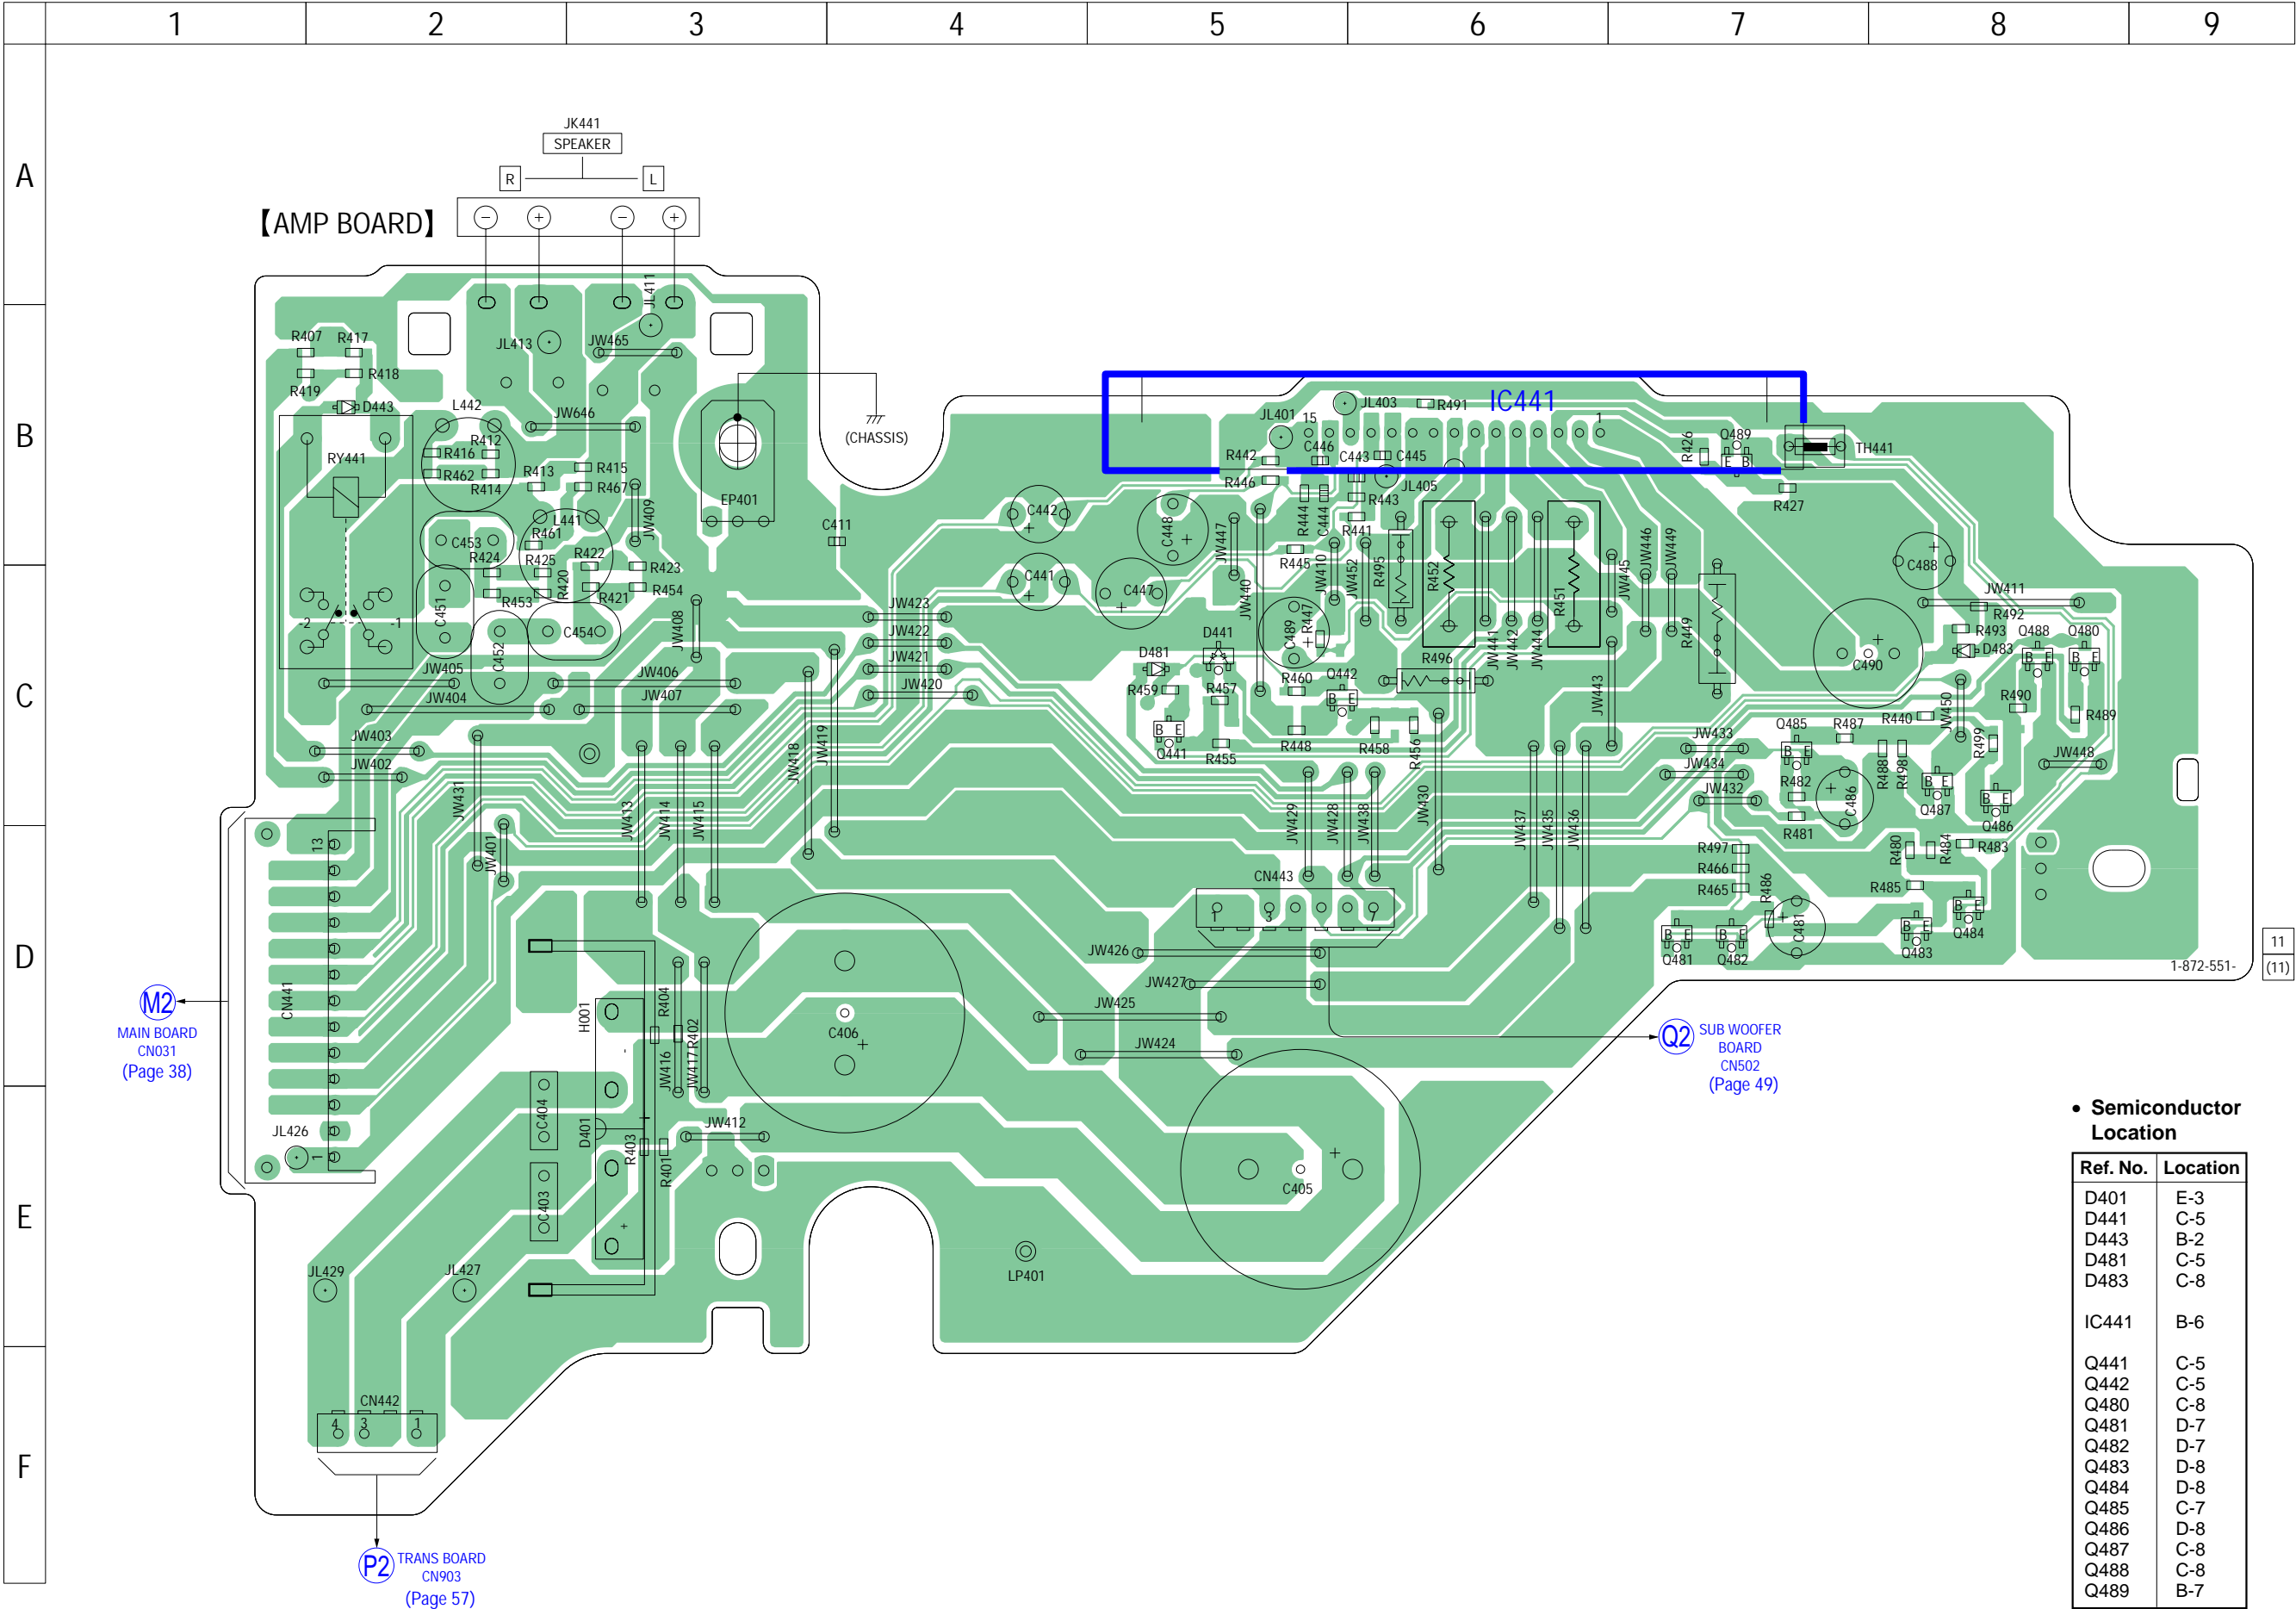 1 2 3 4 5 6 7 8 9
A
JK441
SPEAKER
R L
【AMP BOARD】
− + − +
JL411
B
R407 R417
JL413 JW465
R419 R418
D443 L442 JW646
(CHASSIS)
JL401 15 JL403 R491 IC441 1
R426 Q489
E B
TH441
RY441 R416 R412
R462 R414 R413 R415
R467
EP401
R442 C446 C443 C445
R446 JL405
R443
R427
L441 JW409
C453 R461
C411 C442 C448 JW447 R444 C444 R441
R424 R425 R422 R423
R445 JW410 JW452 R495 R452 R451 JW445 JW446 JW449
C488
C
C451 R453 R420 R421 R454
C441 C447 JW440
JW411
R492
-2 -1
C452 C454 JW408
JW423
JW422
JW421
JW420
D481 D441 C489 R447
R496 JW441 JW442 JW444
R449
C490
R493 Q488 Q480
D483
B E B E
JW405 JW406
JW404 JW407
R459 R457 R460 Q442
B E
JW443
R490
R440 JW450 R489
JW403
JW402
JW431 JW413 JW414 JW415 JW418 JW419
B E
Q441 R455 R448 R458 R456
JW433
JW434
JW432
Q485 R487
B E
R482
R481
C486
R488 R498 R499
JW448
B E
Q487
B E
Q486
D
13
JW401
JW429 JW428 JW438 JW430
JW437 JW435 JW436
R497
R466
R465
R486
R480 R484 R483
R485
CN443
1 3 7
C481
B E B E B E B E
Q481 Q482 Q483 Q484
1-872-551-
11
(11)
JW426
JW427
JW425
JW424
CN441
M2
MAIN BOARD
CN031
(Page 38)
H001
R404 R402
JW416 JW417
C406
Q2
SUB WOOFER
BOARD
CN502
(Page 49)
E
JL426
1
C404
D401
R403 R401
JW412
C403
C405
JL429 JL427
LP401
F
CN442
4 3 1
P2
TRANS BOARD
CN903
(Page 57)
• Semiconductor
Location
Ref. No. Location
D401 E-3
D441 C-5
D443 B-2
D481 C-5
D483 C-8
IC441 B-6
Q441 C-5
Q442 C-5
Q480 C-8
Q481 D-7
Q482 D-7
Q483 D-8
Q484 D-8
Q485 C-7
Q486 D-8
Q487 C-8
Q488 C-8
Q489 B-7